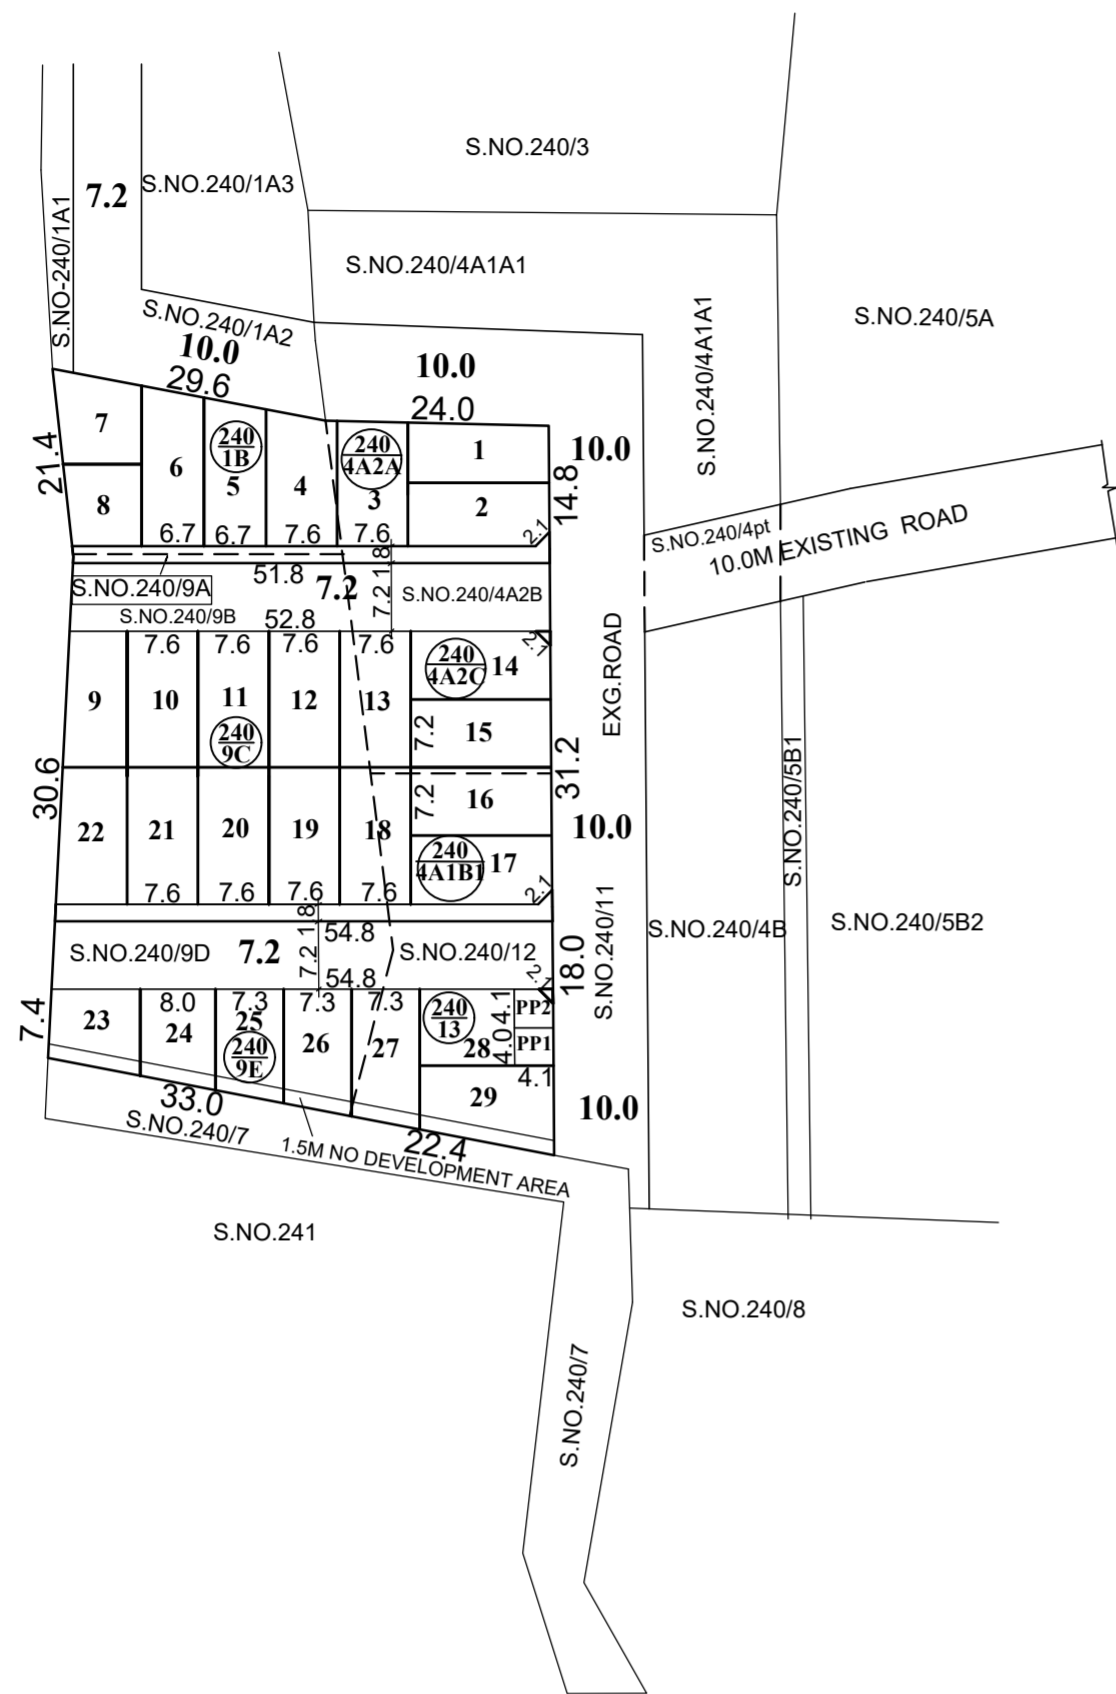 S.NO.240/3
S.NO.240/1A3
7.2
S.NO-240/1A1
S.NO.240/4A1A1
S.NO.240/4A1A1
S.NO.240/5A
S.NO.240/1A2
10.0
29.6
10.0
24.0
7
240
1B
240
4A2A
1
10.0
21.4
6
5
4
3
2
14.8
8
6.7
6.7
7.6
7.6
2.1
S.NO.240/4pt
10.0M EXISTING ROAD
S.NO.240/9A
51.8
7.2
1.8
7.2
S.NO.240/4A2B
S.NO.240/9B
52.8
7.6
7.6
7.6
7.6
2.1
240
4A2C
14
EXG.ROAD
9
10
11
12
13
240
9C
7.2
15
30.6
31.2
7.2
16
10.0
S.NO.240/5B1
22
21
20
19
18
240
4A1B1
17
7.6
7.6
7.6
7.6
2.1
1.8
54.8
S.NO.240/9D
7.2
7.2
S.NO.240/12
54.8
2.1
18.0
S.NO.240/11
S.NO.240/4B
S.NO.240/5B2
7.4
23
8.0
24
7.3
25
240
9E
7.3
26
7.3
27
240
13
28
4.1
4.0
PP2
PP1
4.1
29
10.0
33.0
S.NO.240/7
22.4
1.5M NO DEVELOPMENT AREA
S.NO.241
S.NO.240/8
S.NO.240/7